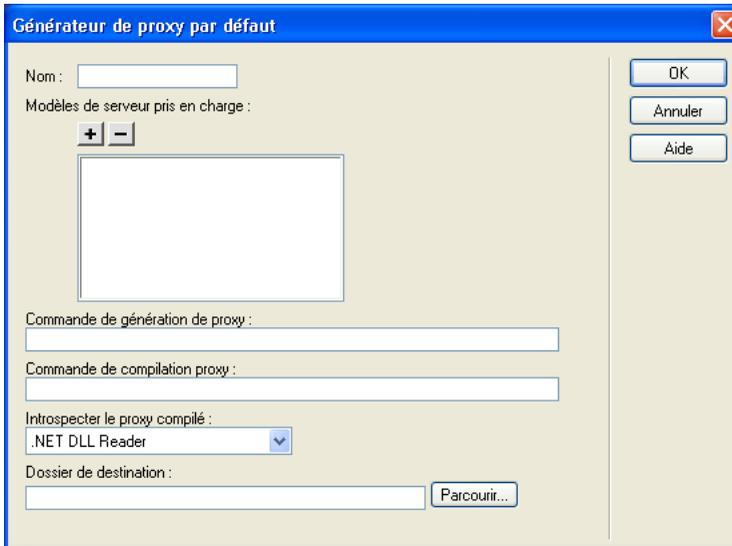 Générateur de proxy par défaut
Nom :
Modèles de serveur pris en charge :
+ −
Commande de génération de proxy :
Commande de compilation proxy :
Introspecter le proxy compilé :
.NET DLL Reader
Dossier de destination :
Parcourir...
OK
Annuler
Aide